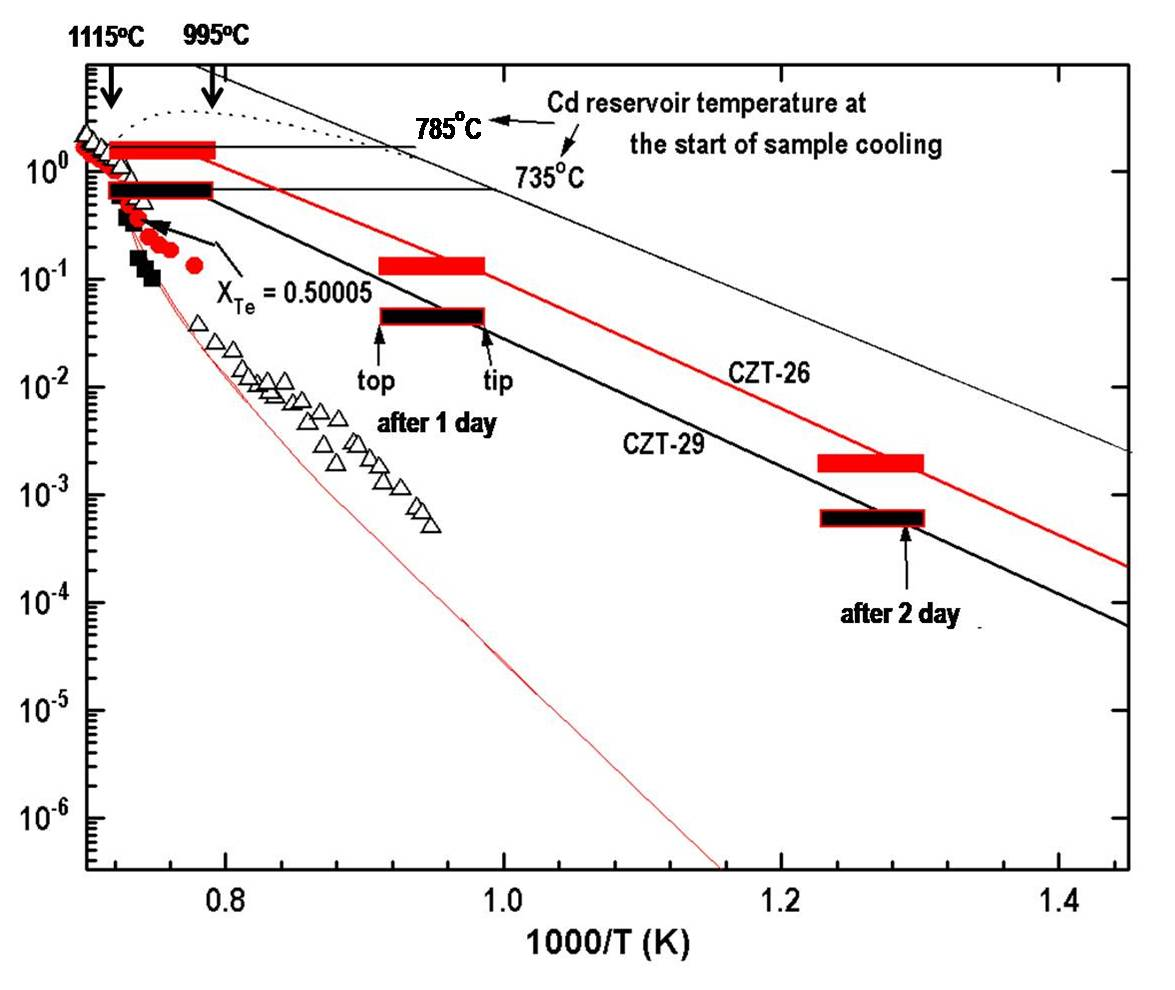 1115°C 995°C
785°C
Cd reservoir temperature at
the start of sample cooling
735°C
10⁰
10⁻¹
X_Te = 0.50005
top tip
after 1 day
10⁻²
CZT-26
CZT-29
10⁻³
10⁻⁴
after 2 day
10⁻⁵
10⁻⁶
0.8 1.0 1.2 1.4
1000/T (K)